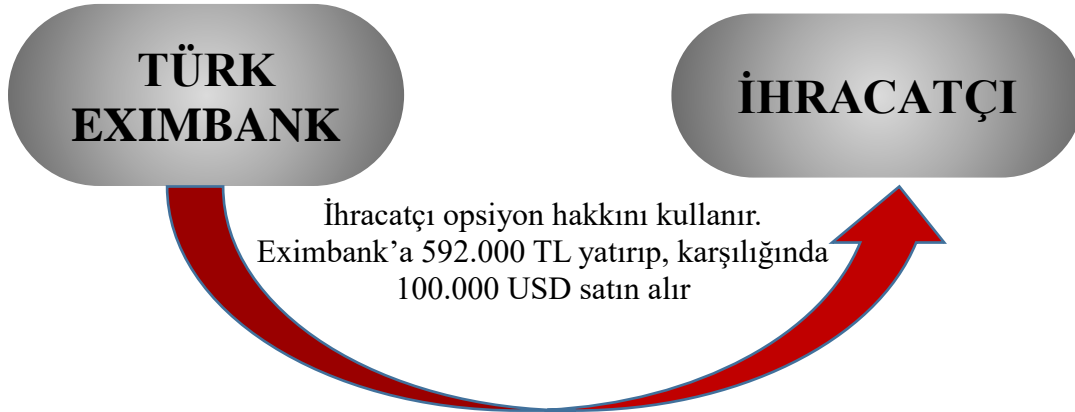 TÜRK
EXIMBANK
İHRACATÇI
İhracatçı opsiyon hakkını kullanır.
Eximbank’a 592.000 TL yatırıp, karşılığında
100.000 USD satın alır